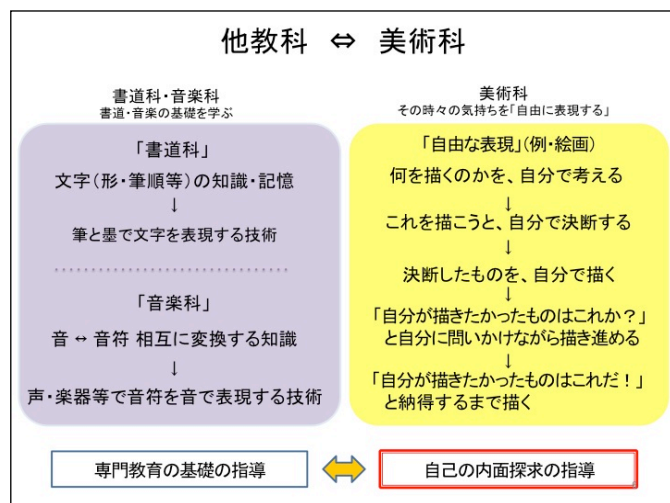 他教科 ⇔ 美術科
書道科・音楽科
書道・音楽の基礎を学ぶ
「書道科」
文字(形・筆順等)の知識・記憶
↓
筆と墨で文字を表現する技術
「音楽科」
音 ↔ 音符 相互に変換する知識
↓
声・楽器等で音符を音で表現する技術
専門教育の基礎の指導
美術科
その時々の気持ちを「自由に表現する」
「自由な表現」(例・絵画)
何を描くのかを、自分で考える
↓
これを描こうと、自分で決断する
↓
決断したものを、自分で描く
↓
「自分が描きたかったものはこれか？」
と自分に問いかけながら描き進める
↓
「自分が描きたかったものはこれだ！」
と納得するまで描く
自己の内面探求の指導